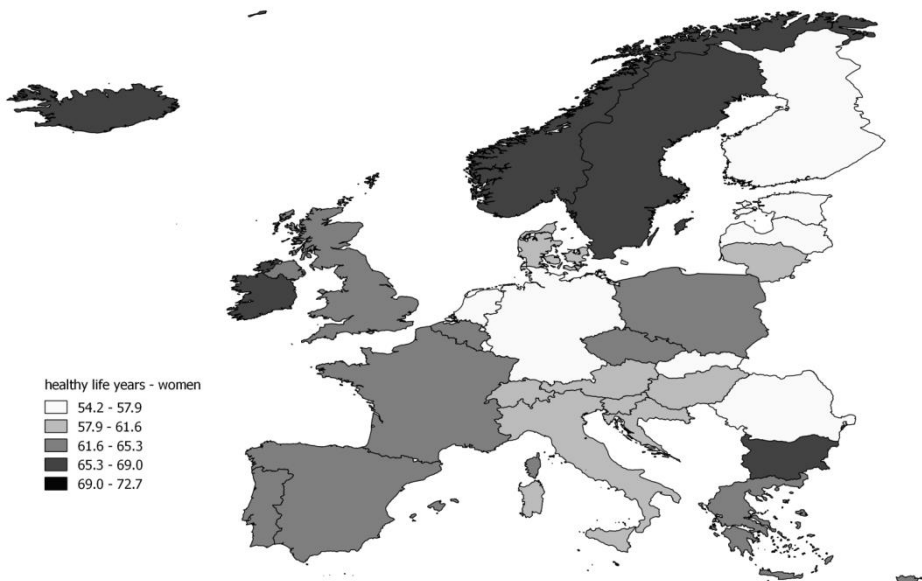 healthy life years - women
54.2 - 57.9
57.9 - 61.6
61.6 - 65.3
65.3 - 69.0
69.0 - 72.7